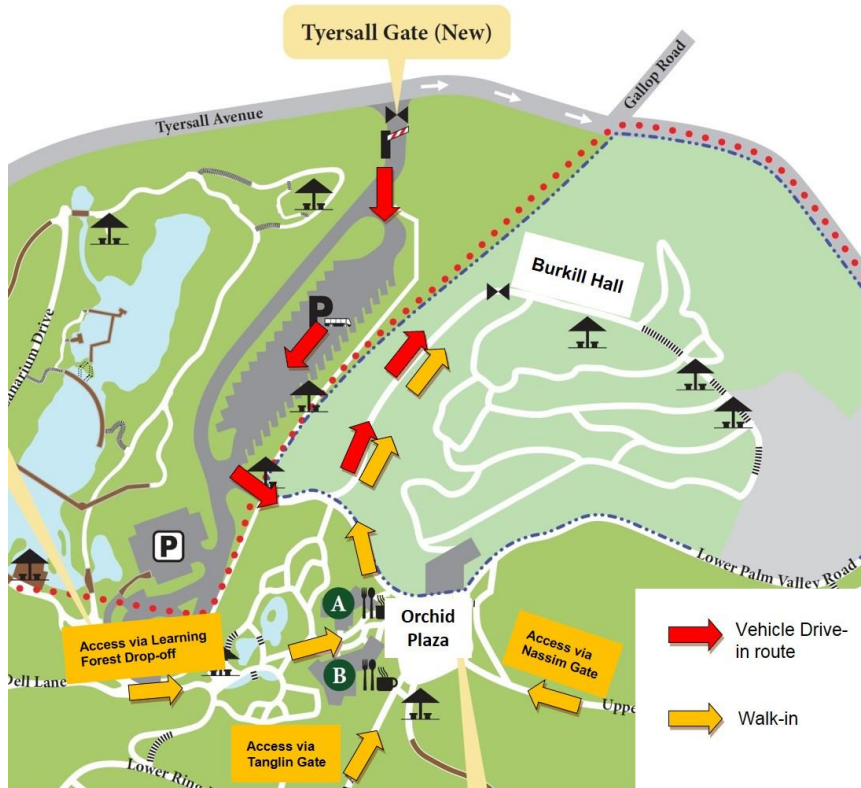 Tyersall Gate (New)
Gallop Road
Tyersall Avenue
Burkill Hall
P
P
Lower Palm Valley Road
A
Orchid
Plaza
B
Access via Learning
Forest Drop-off
Access via
Nassim Gate
Dell Lane
Access via
Tanglin Gate
Lower Ring
Vehicle Drive-
in route
Walk-in